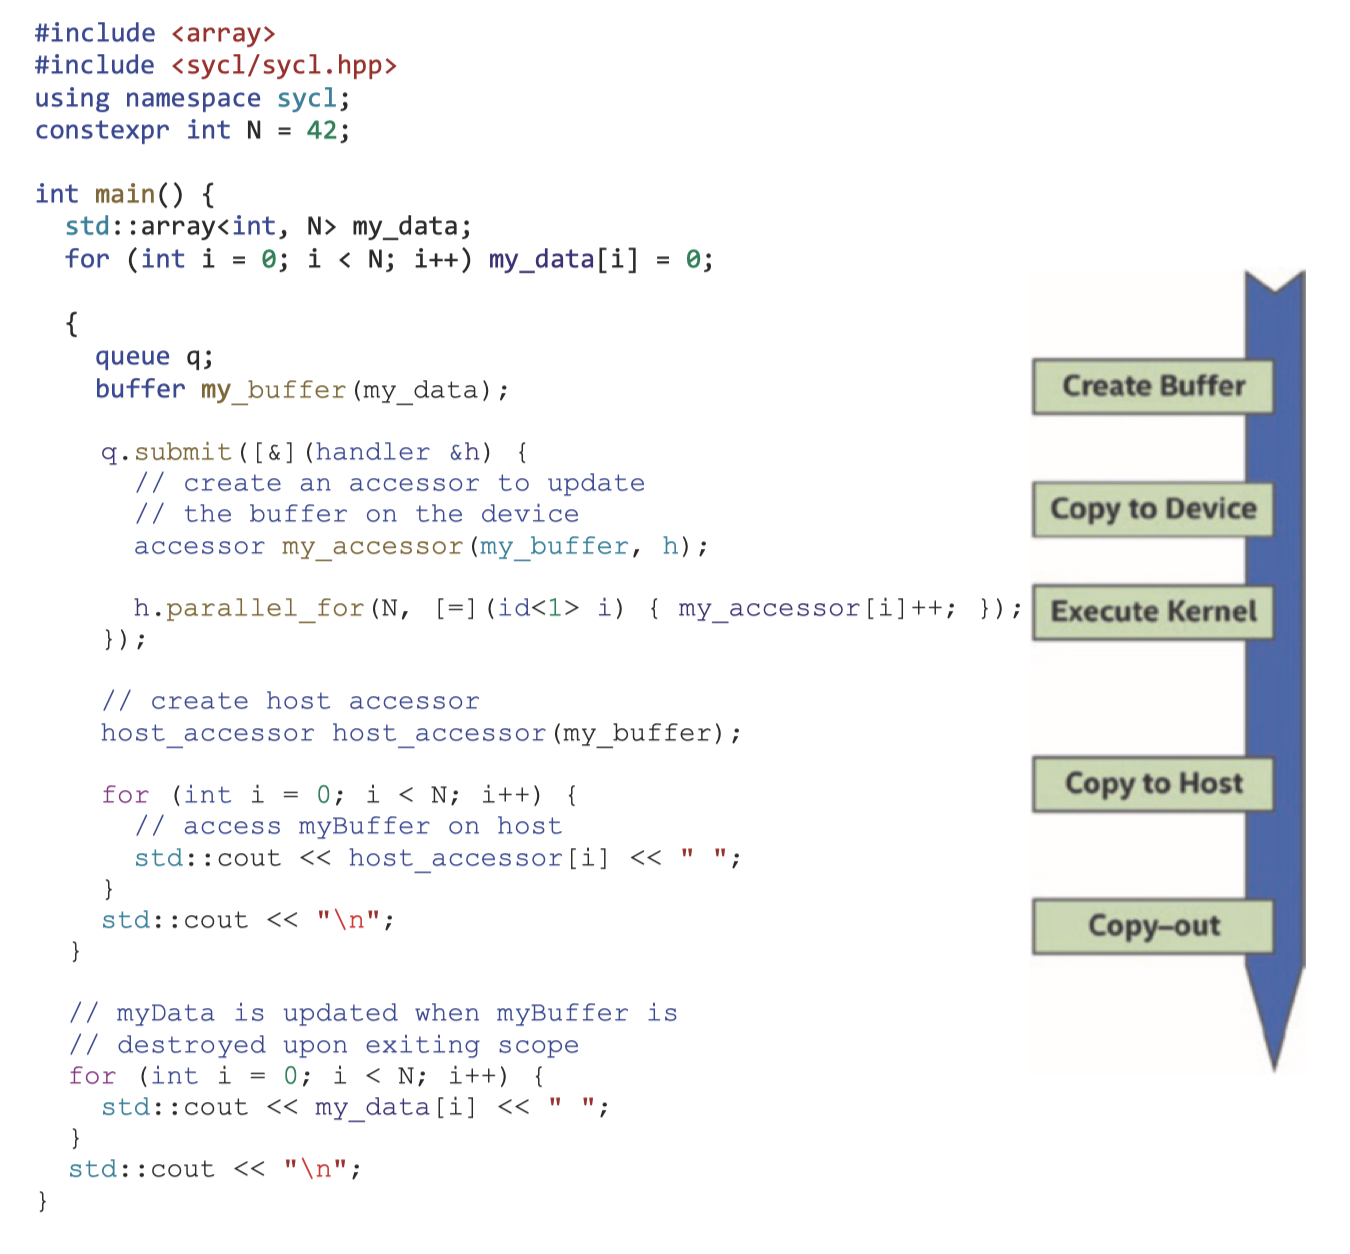 #include <array>
#include <sycl/sycl.hpp>
using namespace sycl;
constexpr int N = 42;

int main() {
  std::array<int, N> my_data;
  for (int i = 0; i < N; i++) my_data[i] = 0;

  {
    queue q;
    buffer my_buffer(my_data);

    q.submit([&](handler &h) {
      // create an accessor to update
      // the buffer on the device
      accessor my_accessor(my_buffer, h);

      h.parallel_for(N, [=](id<1> i) { my_accessor[i]++; });
    });

    // create host accessor
    host_accessor host_accessor(my_buffer);

    for (int i = 0; i < N; i++) {
      // access myBuffer on host
      std::cout << host_accessor[i] << " ";
    }
    std::cout << "\n";
  }

  // myData is updated when myBuffer is
  // destroyed upon exiting scope
  for (int i = 0; i < N; i++) {
    std::cout << my_data[i] << " ";
  }
  std::cout << "\n";
}
Create Buffer
Copy to Device
Execute Kernel
Copy to Host
Copy–out